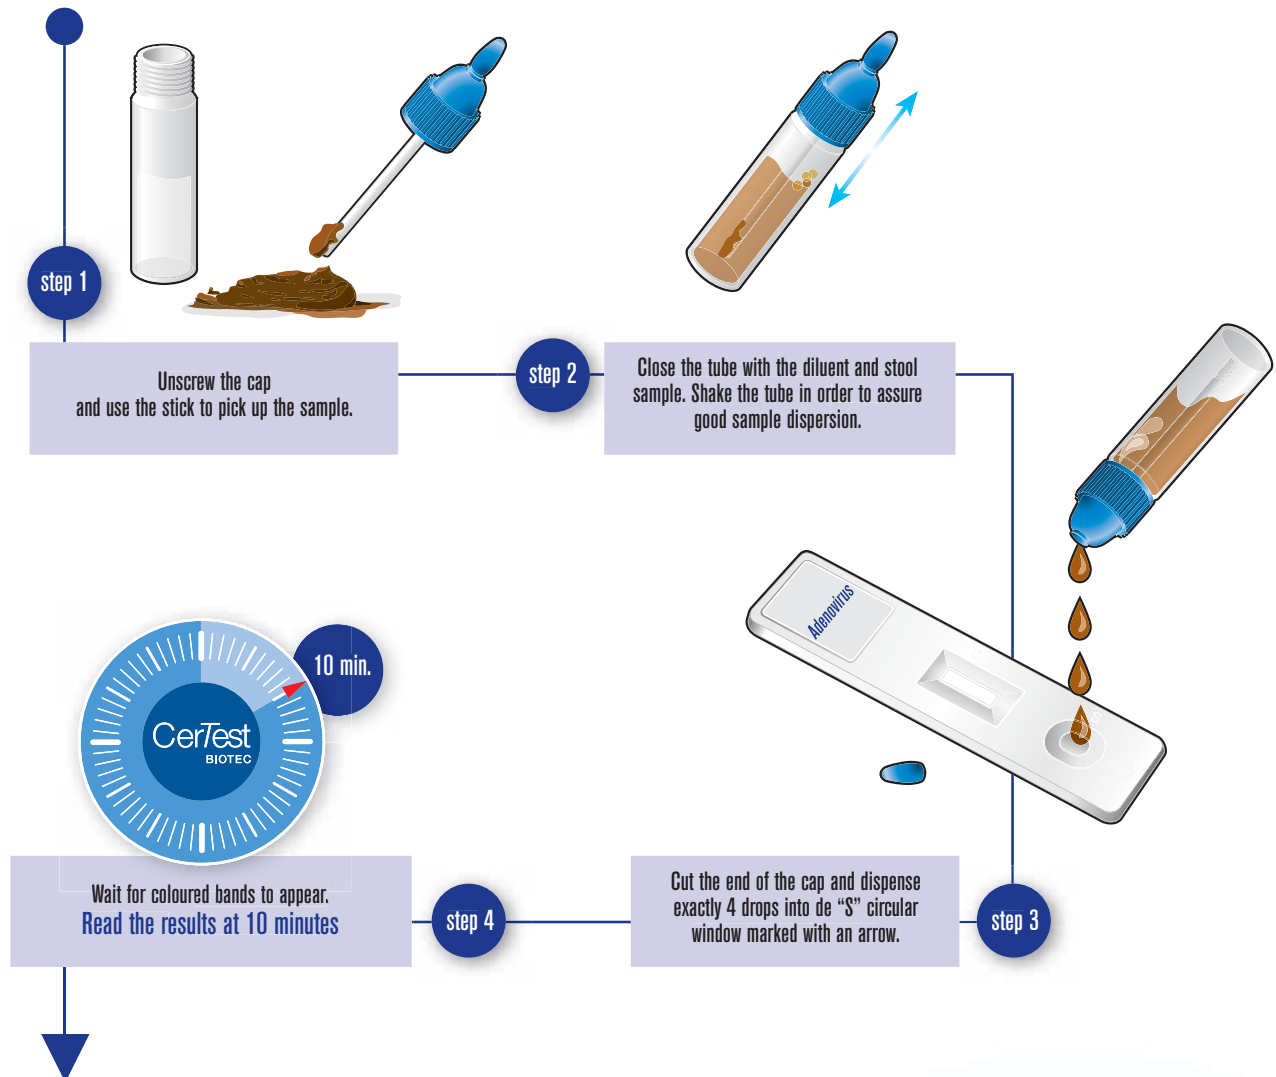 step 1
Unscrew the cap
and use the stick to pick up the sample.
step 2
Close the tube with the diluent and stool
sample. Shake the tube in order to assure
good sample dispersion.
Adenovirus
S
step 3
Cut the end of the cap and dispense
exactly 4 drops into de “S” circular
window marked with an arrow.
10 min.
CerTest
BIOTEC
step 4
Wait for coloured bands to appear.
Read the results at 10 minutes